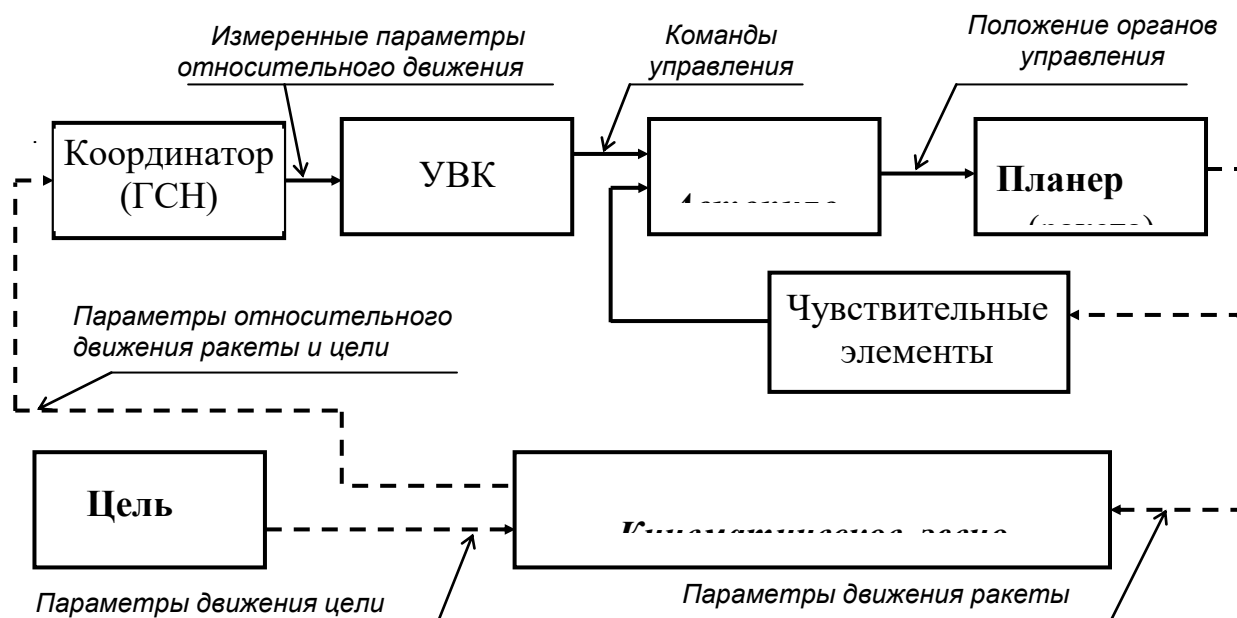 Измеренные параметры
относительного движения
Команды
управления
Положение органов
управления
Координатор
(ГСН)
УВК
Планер
Чувствительные
элементы
Параметры относительного
движения ракеты и цели
Цель
Параметры движения цели
Параметры движения ракеты